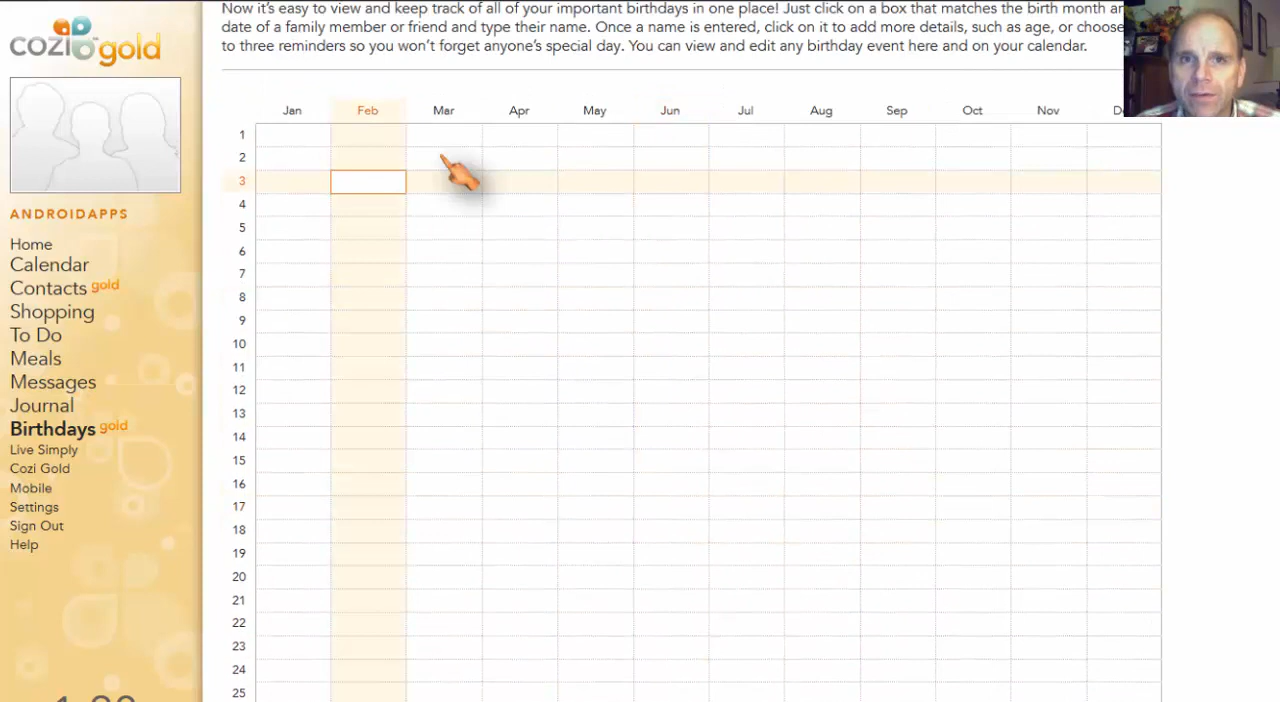 Now it's easy to view and keep track of all of your important birthdays in one place! Just click on a box that matches the birth month
date of a family member or friend and type their name. Once a name is entered, click on it to add more details, such as age, or choose
to three reminders so you won't forget anyone's special day. You can view and edit any birthday event here and on your calendar.
cozi gold
Jan Feb Mar Apr May Jun Jul Aug Sep Oct Nov
1
2
3
4
5
6
7
8
9
10
11
12
13
14
15
16
17
18
19
20
21
22
23
24
25
ANDROIDAPPS
Home
Calendar
Contacts gold
Shopping
To Do
Meals
Messages
Journal
Birthdays gold
Live Simply
Cozi Gold
Mobile
Settings
Sign Out
Help